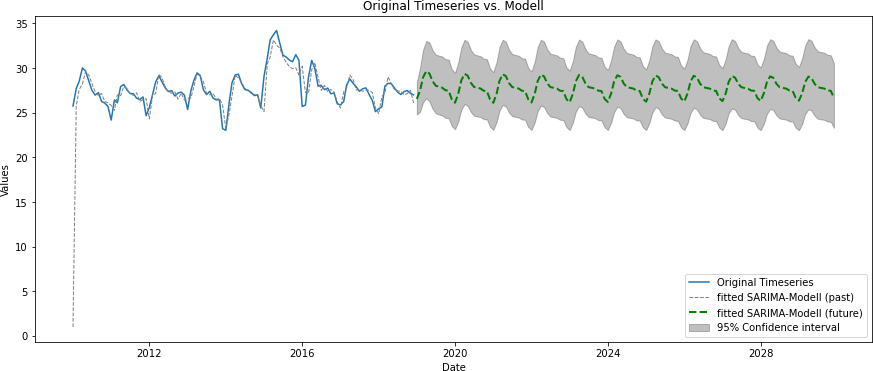 Original Timeseries vs. Modell
35
30
25
20
15
10
5
0
Values
2012
2016
2020
2024
2028
Date
Original Timeseries
fitted SARIMA-Modell (past)
fitted SARIMA-Modell (future)
95% Confidence interval